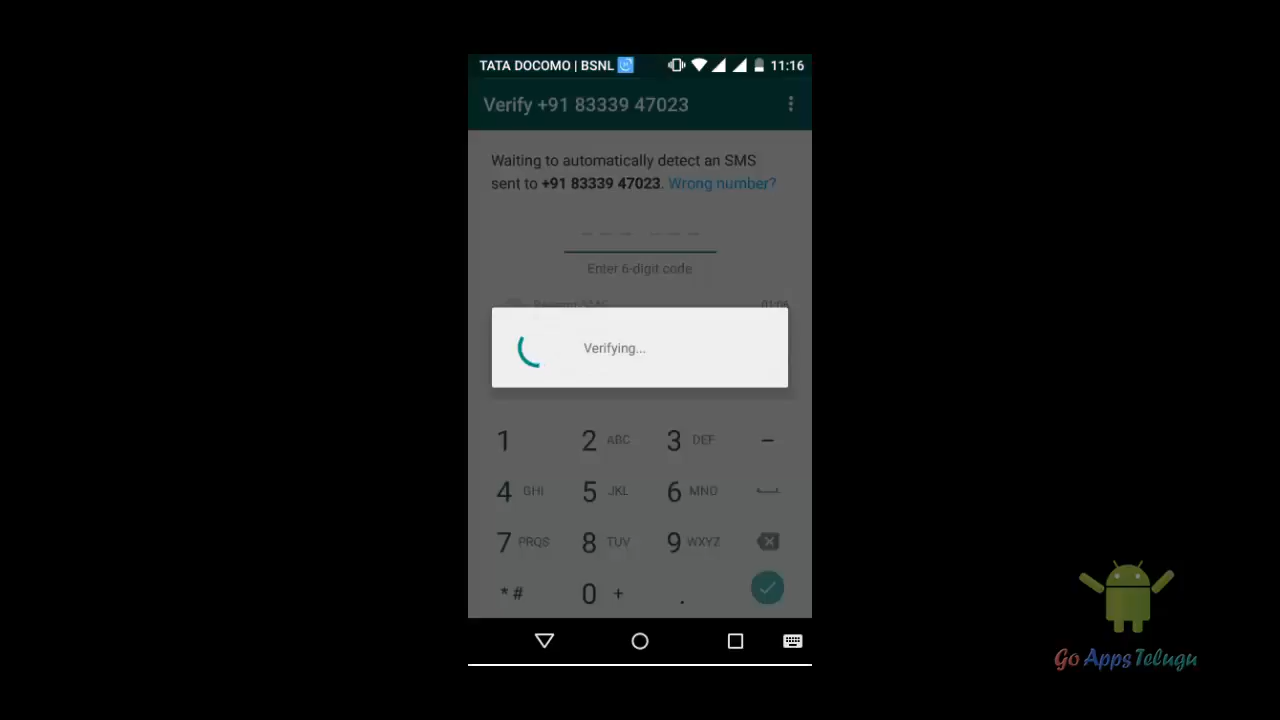 TATA DOCOMO | BSNL 11:16
Verify +91 83339 47023
Waiting to automatically detect an SMS
sent to +91 83339 47023. Wrong number?
Enter 6-digit code
01:06
Verifying...
1 2 ABC 3 DEF –
4 GHI 5 JKL 6 MNO
7 PRQS 8 TUV 9 WXYZ
* # 0 + .
Go Apps Telugu